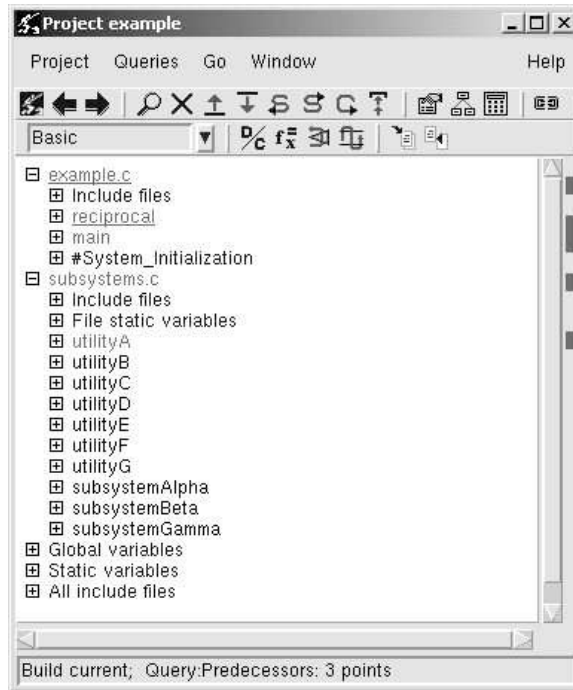 Project example
Project Queries Go Window Help
Basic D/c fx
example.c
Include files
reciprocal
main
#System_Initialization
subsystems.c
Include files
File static variables
utilityA
utilityB
utilityC
utilityD
utilityE
utilityF
utilityG
subsystemAlpha
subsystemBeta
subsystemGamma
Global variables
Static variables
All include files
Build current; Query:Predecessors: 3 points